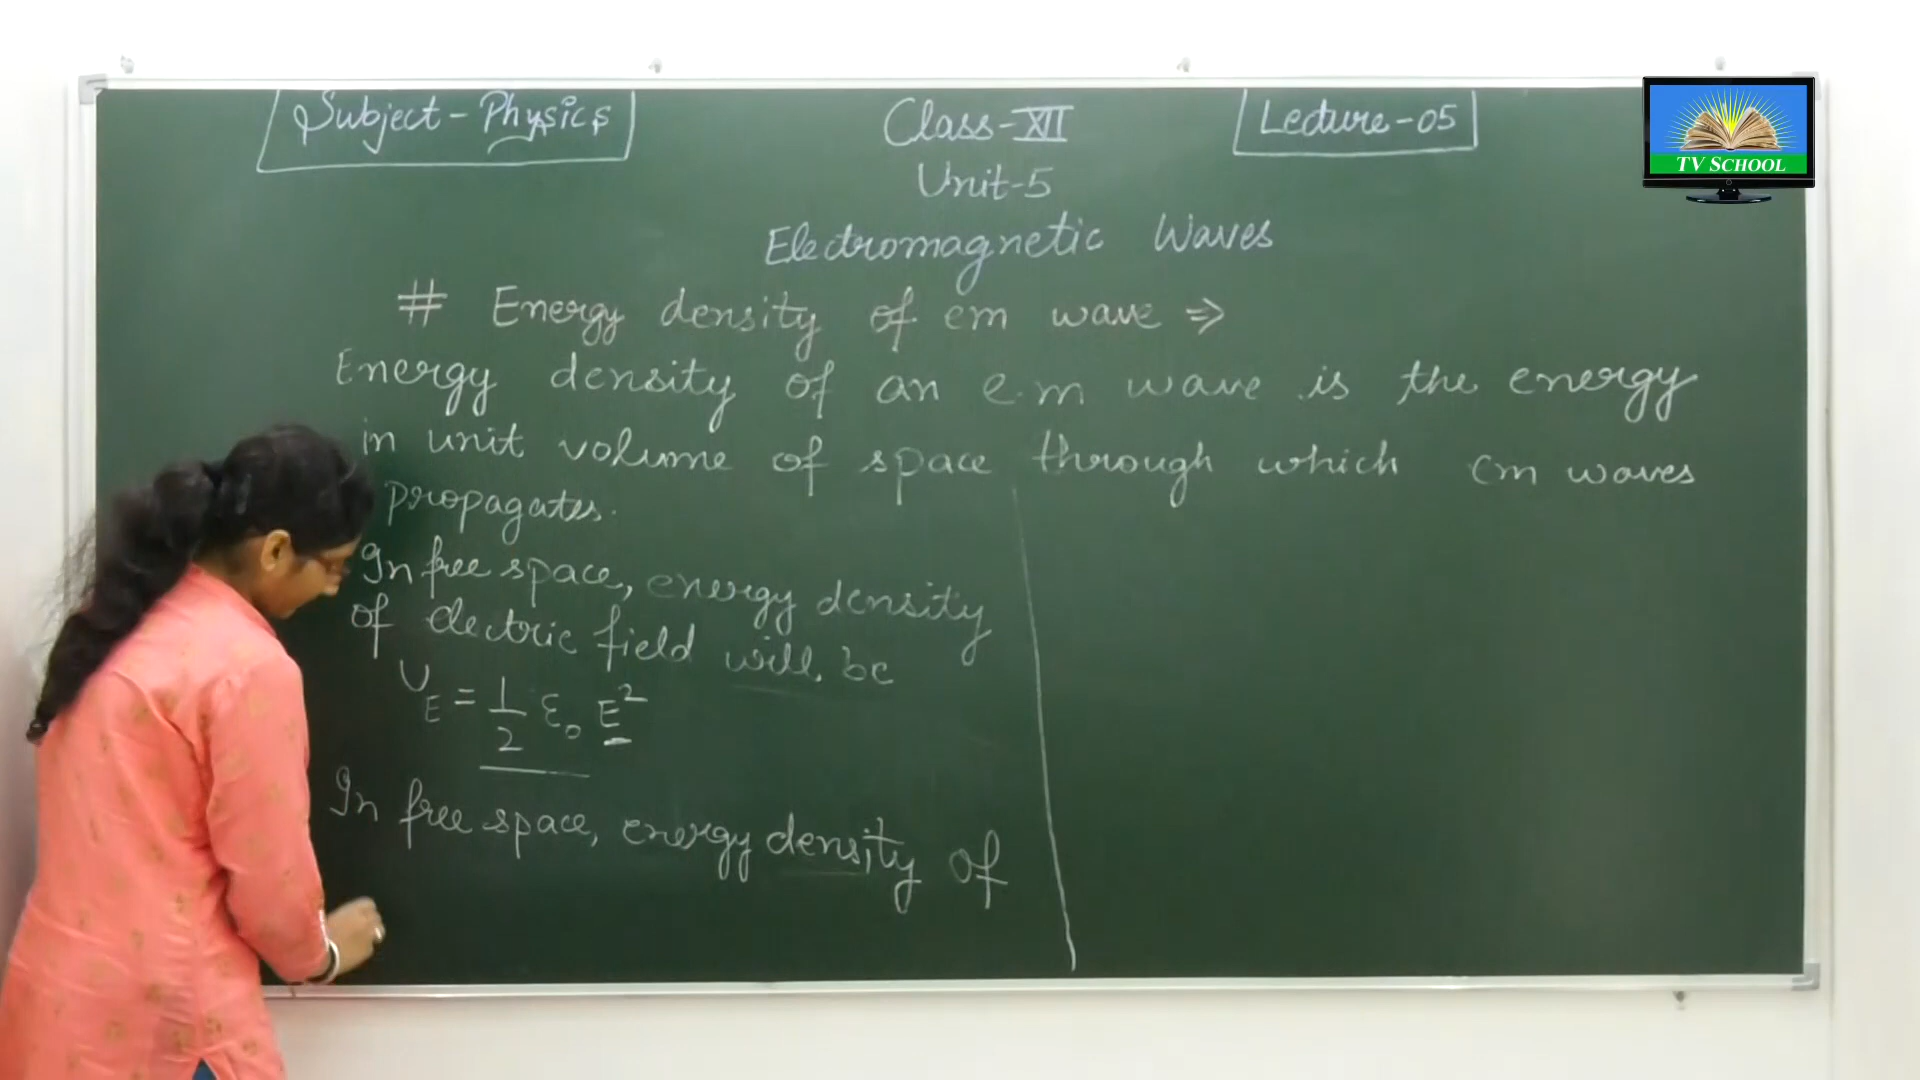 Subject - Physics
Class - XII
Lecture - 05
TV SCHOOL
Unit-5
Electromagnetic Waves
# Energy density of em wave ⇒
Energy density of an e.m wave is the energy
in unit volume of space through which em waves
propagates.
In free space, energy density
of electric field will be
U_E = 1/2 ε₀ E²
In free space, energy density of